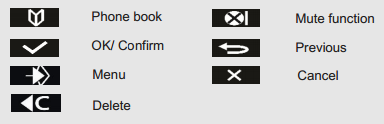 Phone book
Mute function
OK/ Confirm
Previous
Menu
Cancel
C
Delete